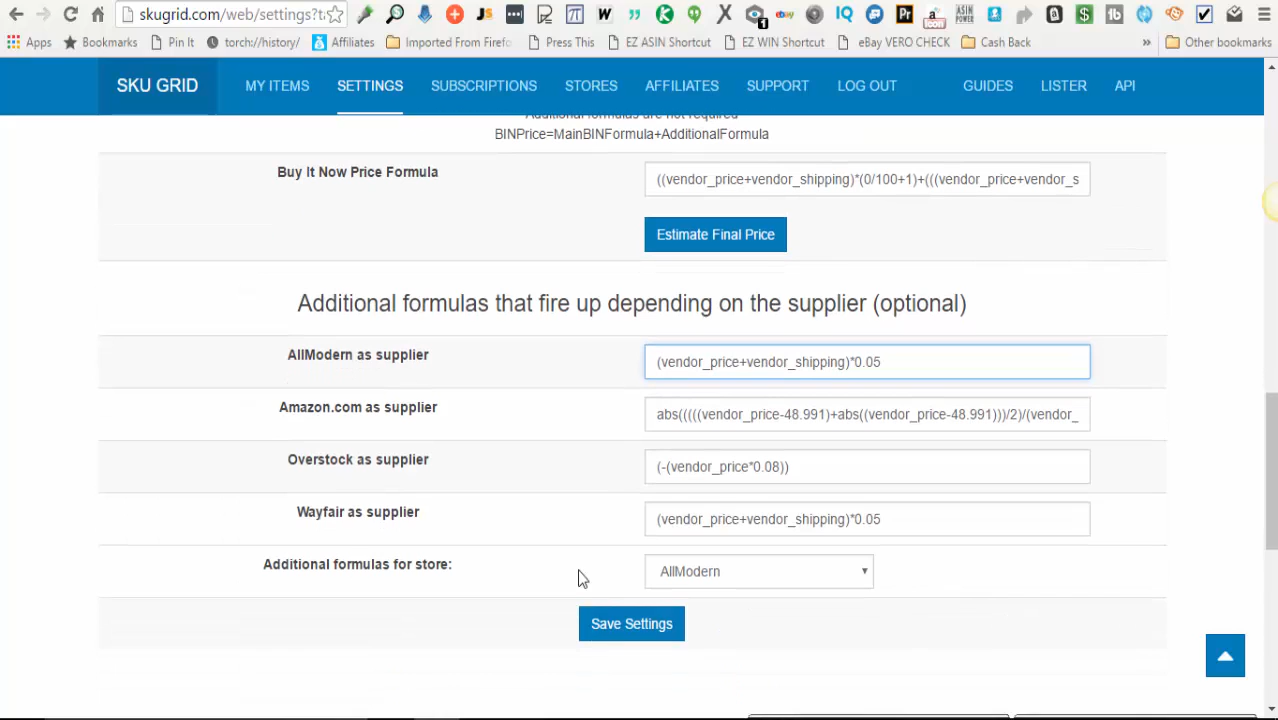 skugrid.com/web/settings?t
Apps Bookmarks Pin It torch://history/ Affiliates Imported From Firefo Press This EZ ASIN Shortcut EZ WIN Shortcut eBay VERO CHECK Cash Back » Other bookmarks
SKU GRID MY ITEMS SETTINGS SUBSCRIPTIONS STORES AFFILIATES SUPPORT LOG OUT GUIDES LISTER API
Additional formulas are not required
BINPrice=MainBINFormula+AdditionalFormula
Buy It Now Price Formula ((vendor_price+vendor_shipping)*(0/100+1)+(((vendor_price+vendor_s
Estimate Final Price
Additional formulas that fire up depending on the supplier (optional)
AllModern as supplier (vendor_price+vendor_shipping)*0.05
Amazon.com as supplier abs(((((vendor_price-48.991)+abs((vendor_price-48.991)))/2)/(vendor_
Overstock as supplier (-(vendor_price*0.08))
Wayfair as supplier (vendor_price+vendor_shipping)*0.05
Additional formulas for store: AllModern
Save Settings